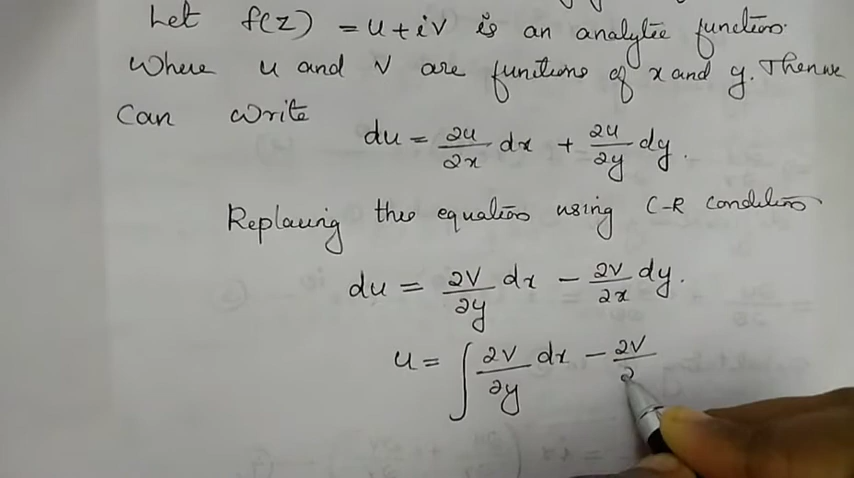 Let f(z) = u + iv is an analytic function.
Where u and v are functions of x and y. Then we
Can write
du = ∂u/∂x dx + ∂u/∂y dy.
Replacing the equation using C-R condition
du = ∂v/∂y dx - ∂v/∂x dy.
u = ∫ ∂v/∂y dx - ∂v/∂